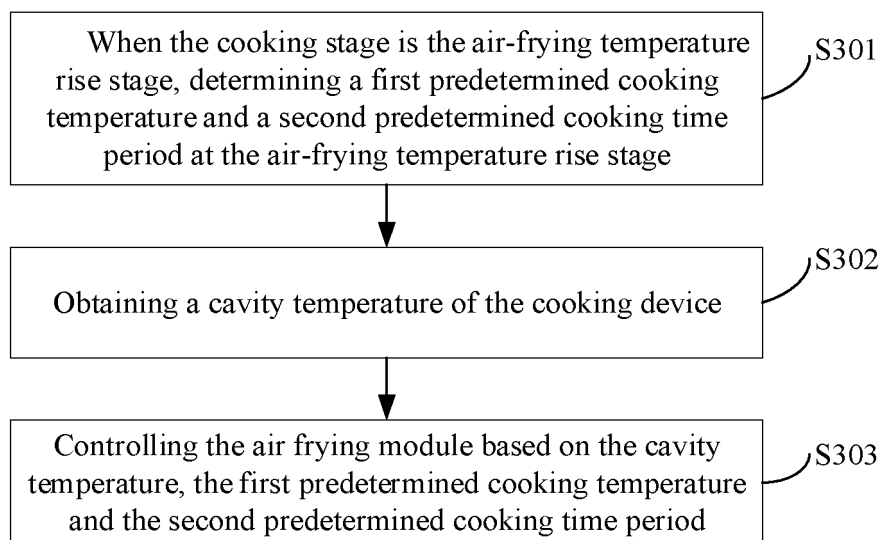 When the cooking stage is the air-frying temperature
rise stage, determining a first predetermined cooking
temperature and a second predetermined cooking time
period at the air-frying temperature rise stage
S301
Obtaining a cavity temperature of the cooking device
S302
Controlling the air frying module based on the cavity
temperature, the first predetermined cooking temperature
and the second predetermined cooking time period
S303